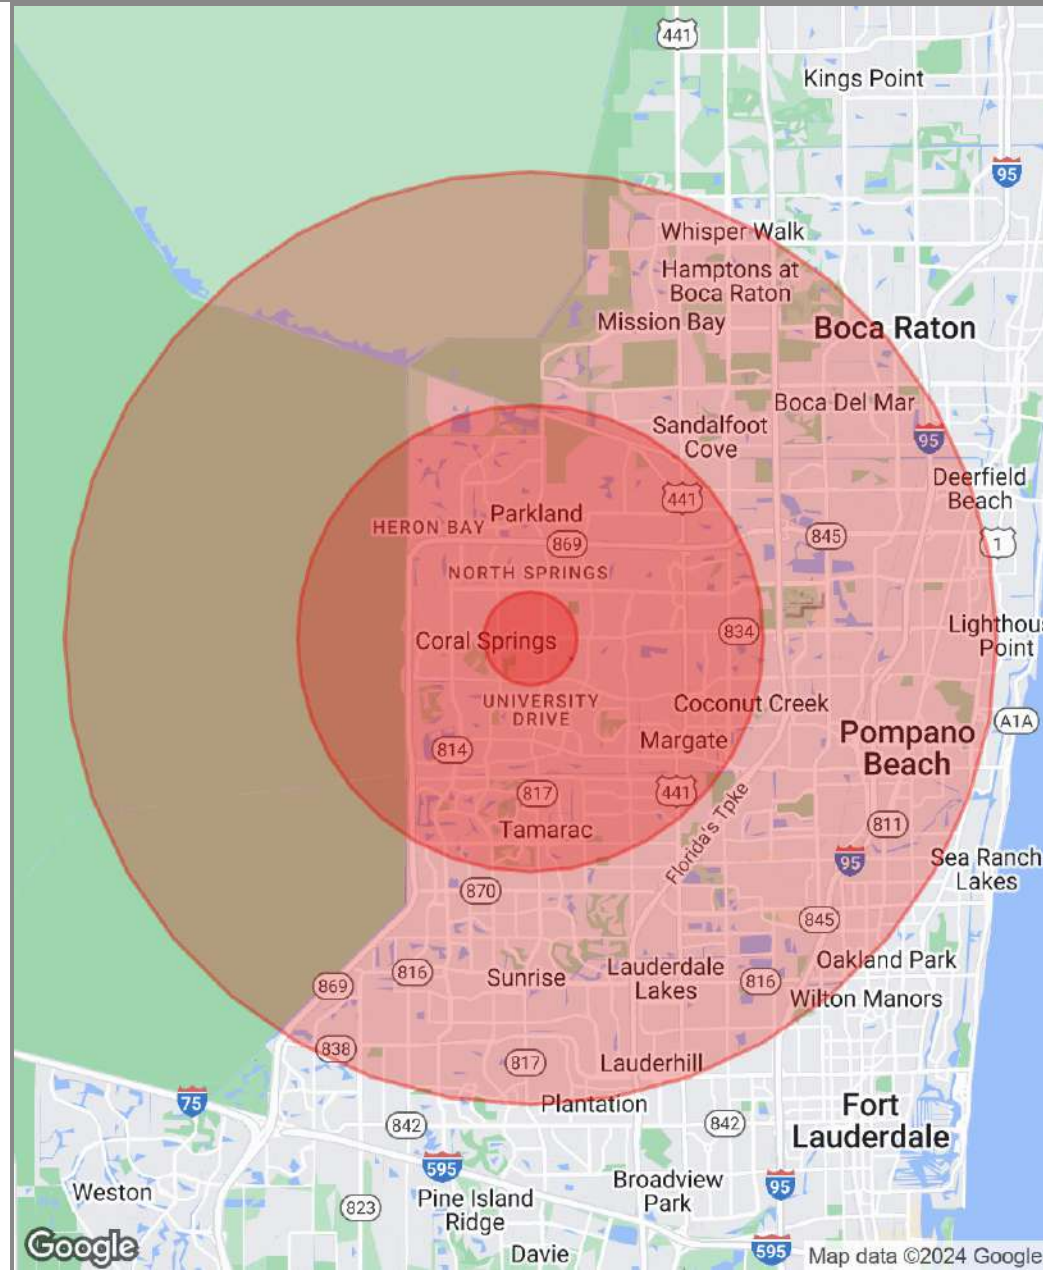 441
Kings Point
95
Whisper Walk
Hamptons at
Boca Raton
Mission Bay
Boca Raton
Boca Del Mar
Sandalfoot
Cove
95
Deerfield
Beach
441
Parkland
HERON BAY
869
845
1
NORTH SPRINGS
Coral Springs
834
Lighthous
Point
UNIVERSITY
DRIVE
Coconut Creek
A1A
814
Margate
Pompano
Beach
817
441
Florida's Tpke
811
Tamarac
95
Sea Ranch
Lakes
870
845
816
Sunrise
Lauderdale
Lakes
816
Oakland Park
869
Wilton Manors
838
817
Lauderhill
75
Plantation
842
842
Fort
Lauderdale
595
Weston
823
Pine Island
Ridge
Broadview
Park
95
Davie
595
Google
Map data ©2024 Google